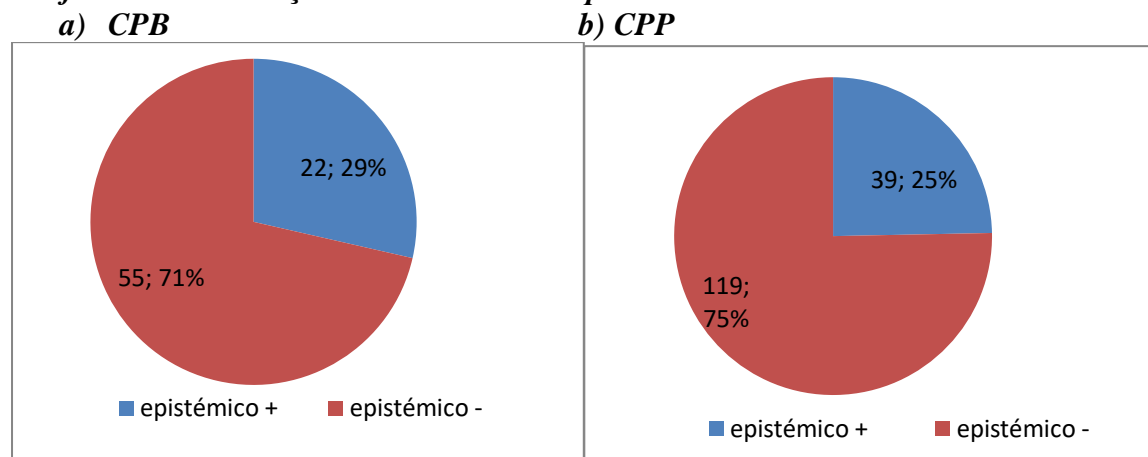 a) CPB
b) CPP
22; 29%
55; 71%
epistémico +
epistémico -
39; 25%
119;
75%
epistémico +
epistémico -